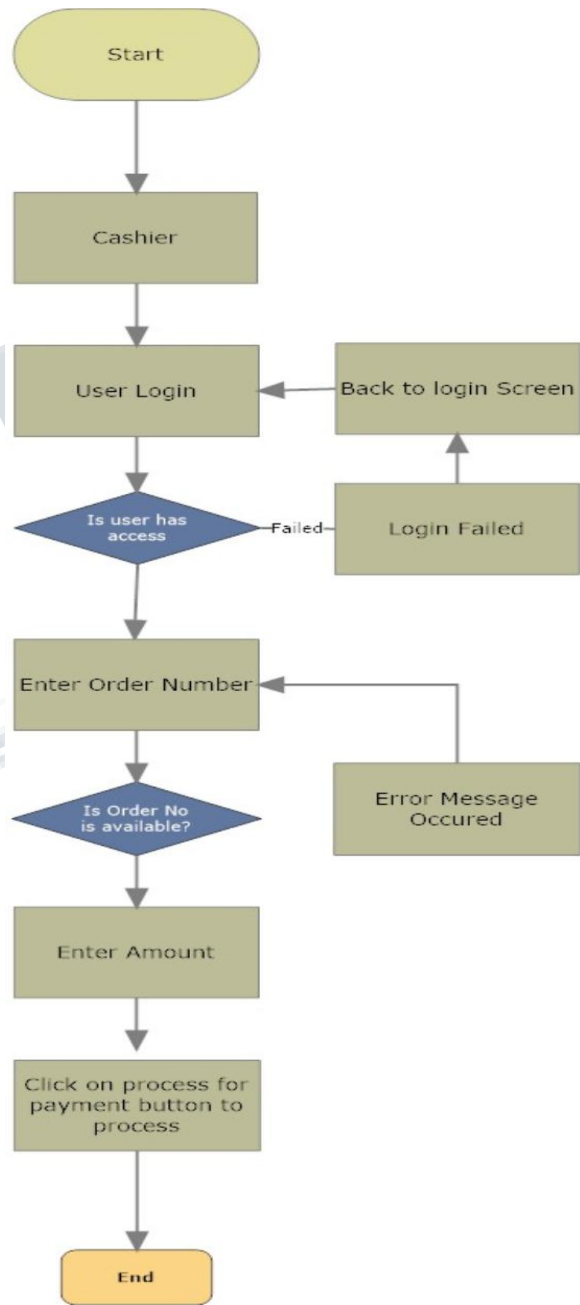 Start
Cashier
User Login
Back to login Screen
Is user has
access
Failed
Login Failed
Enter Order Number
Is Order No
is available?
Error Message
Occured
Enter Amount
Click on process for
payment button to
process
End